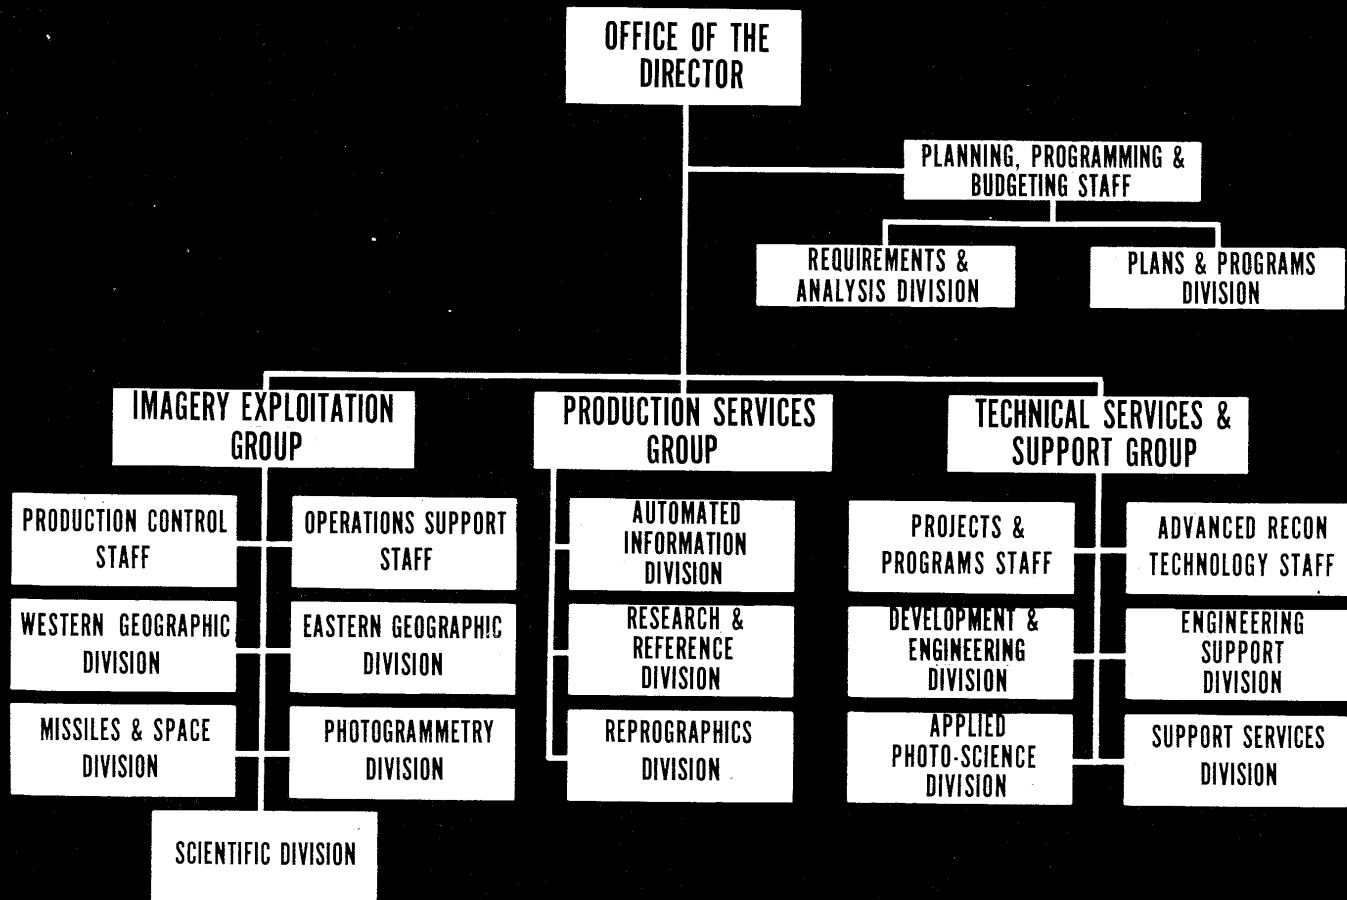 OFFICE OF THE
DIRECTOR
PLANNING, PROGRAMMING &
BUDGETING STAFF
REQUIREMENTS &
ANALYSIS DIVISION
PLANS & PROGRAMS
DIVISION
IMAGERY EXPLOITATION
GROUP
PRODUCTION SERVICES
GROUP
TECHNICAL SERVICES &
SUPPORT GROUP
PRODUCTION CONTROL
STAFF
OPERATIONS SUPPORT
STAFF
WESTERN GEOGRAPHIC
DIVISION
EASTERN GEOGRAPHIC
DIVISION
MISSILES & SPACE
DIVISION
PHOTOGRAMMETRY
DIVISION
SCIENTIFIC DIVISION
AUTOMATED
INFORMATION
DIVISION
RESEARCH &
REFERENCE
DIVISION
REPROGRAPHICS
DIVISION
PROJECTS &
PROGRAMS STAFF
ADVANCED RECON
TECHNOLOGY STAFF
DEVELOPMENT &
ENGINEERING
DIVISION
ENGINEERING
SUPPORT
DIVISION
APPLIED
PHOTO-SCIENCE
DIVISION
SUPPORT SERVICES
DIVISION